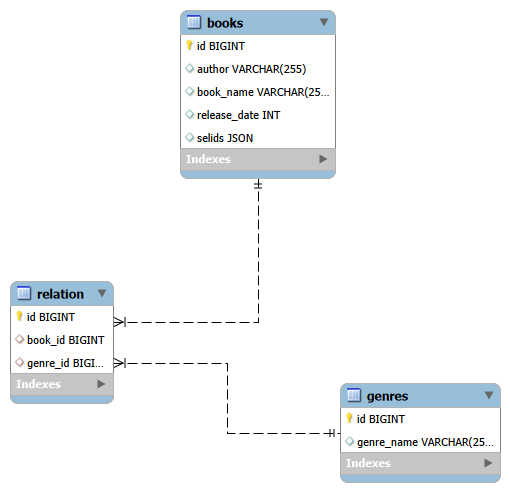 books
id BIGINT
author VARCHAR(255)
book_name VARCHAR(25...
release_date INT
selids JSON
Indexes
relation
id BIGINT
book_id BIGINT
genre_id BIGI...
Indexes
genres
id BIGINT
genre_name VARCHAR(25...
Indexes